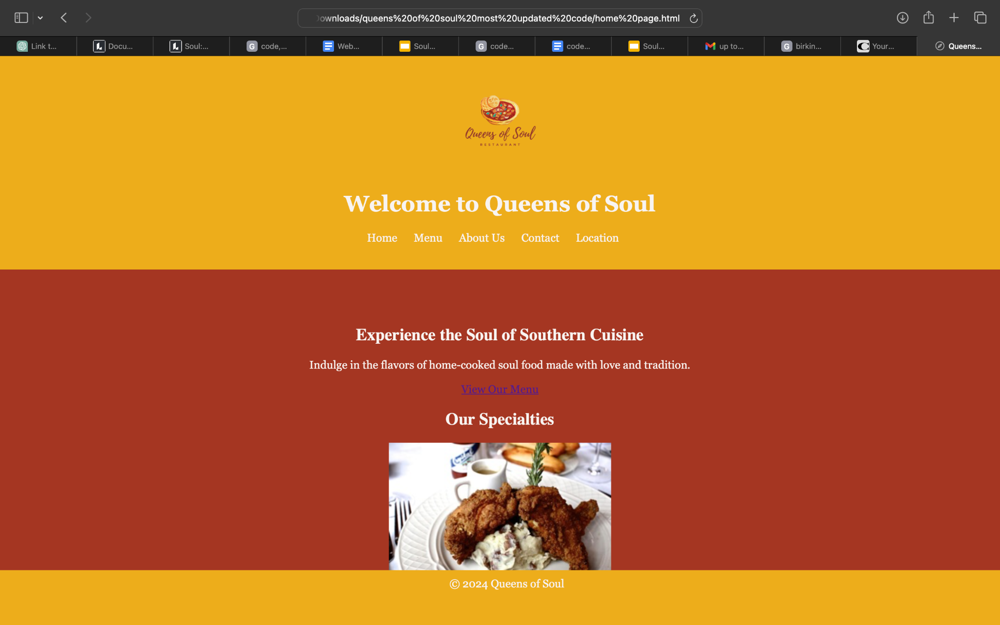 ownloads/queens%20of%20soul%20most%20updated%20code/home%20page.html
Link t... Docu... Soul:... code,... Web... Soul... code... code... Soul... up to... birkin... Your... Queens...
Queens of Soul
RESTAURANT
Welcome to Queens of Soul
Home Menu About Us Contact Location
Experience the Soul of Southern Cuisine
Indulge in the flavors of home-cooked soul food made with love and tradition.
View Our Menu
Our Specialties
© 2024 Queens of Soul